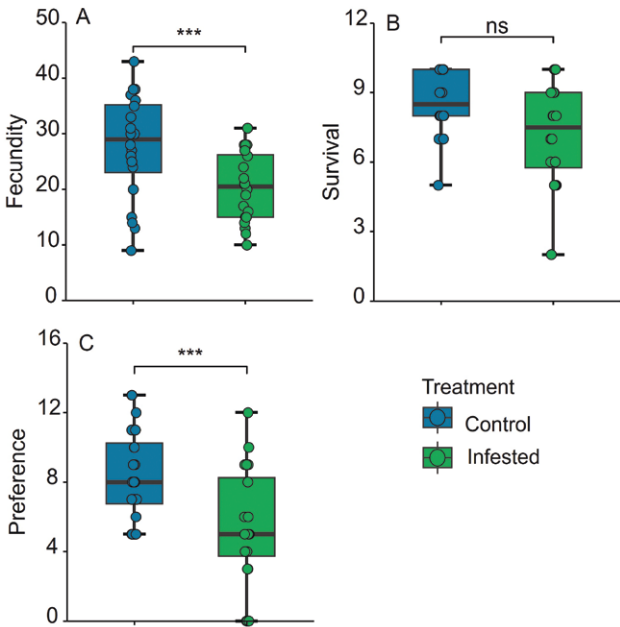 A
***
50
40
30
20
10
0
Fecundity
B
ns
12
9
6
3
0
Survival
C
***
16
12
8
4
0
Preference
Treatment
Control
Infested